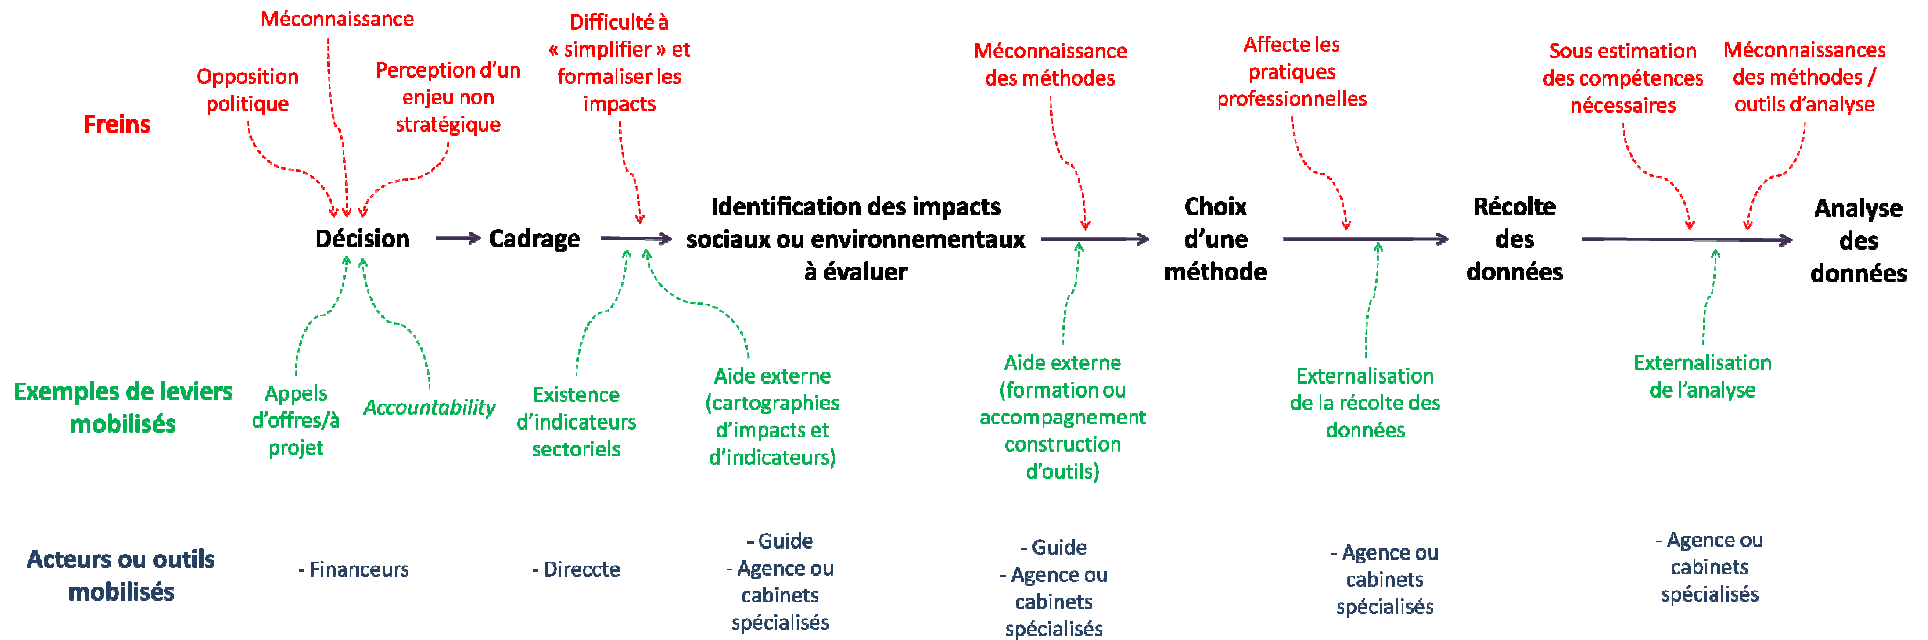 Freins
Opposition
politique
Méconnaissance
Perception d'un
enjeu non
stratégique
Difficulté à
« simplifier » et
formaliser les
impacts
Méconnaissance
des méthodes
Affecte les
pratiques
professionnelles
Sous estimation
des compétences
nécessaires
Méconnaissances
des méthodes /
outils d'analyse
Décision
Cadrage
Identification des impacts
sociaux ou environnementaux
à évaluer
Choix
d'une
méthode
Récolte
des
données
Analyse
des
données
Exemples de leviers
mobilisés
Appels
d'offres/à
projet
Accountability
Existence
d'indicateurs
sectoriels
Aide externe
(cartographies
d'impacts et
d'indicateurs)
Aide externe
(formation ou
accompagnement
construction
d'outils)
Externalisation
de la récolte des
données
Externalisation
de l'analyse
Acteurs ou outils
mobilisés
- Financeurs
- Direccte
- Guide
- Agence ou
cabinets
spécialisés
- Guide
- Agence ou
cabinets
spécialisés
- Agence ou
cabinets
spécialisés
- Agence ou
cabinets
spécialisés